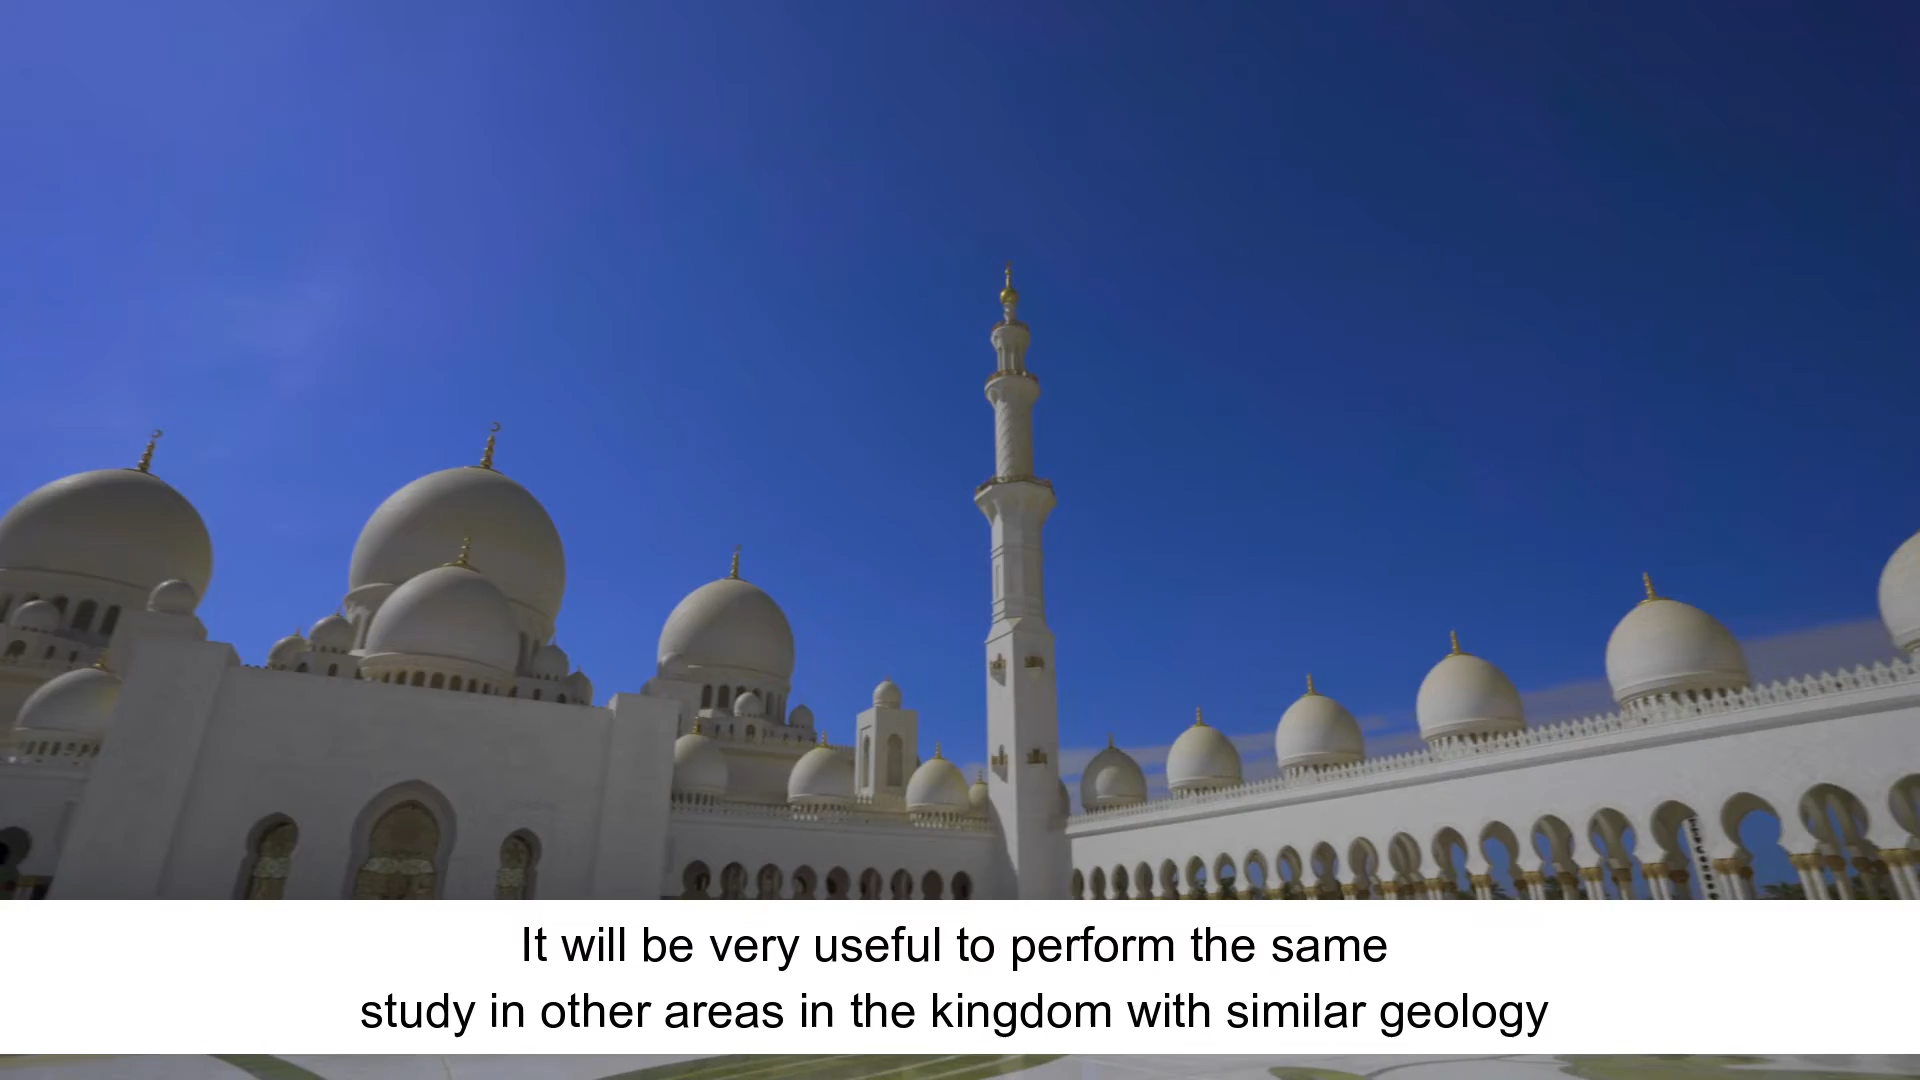 It will be very useful to perform the same
study in other areas in the kingdom with similar geology